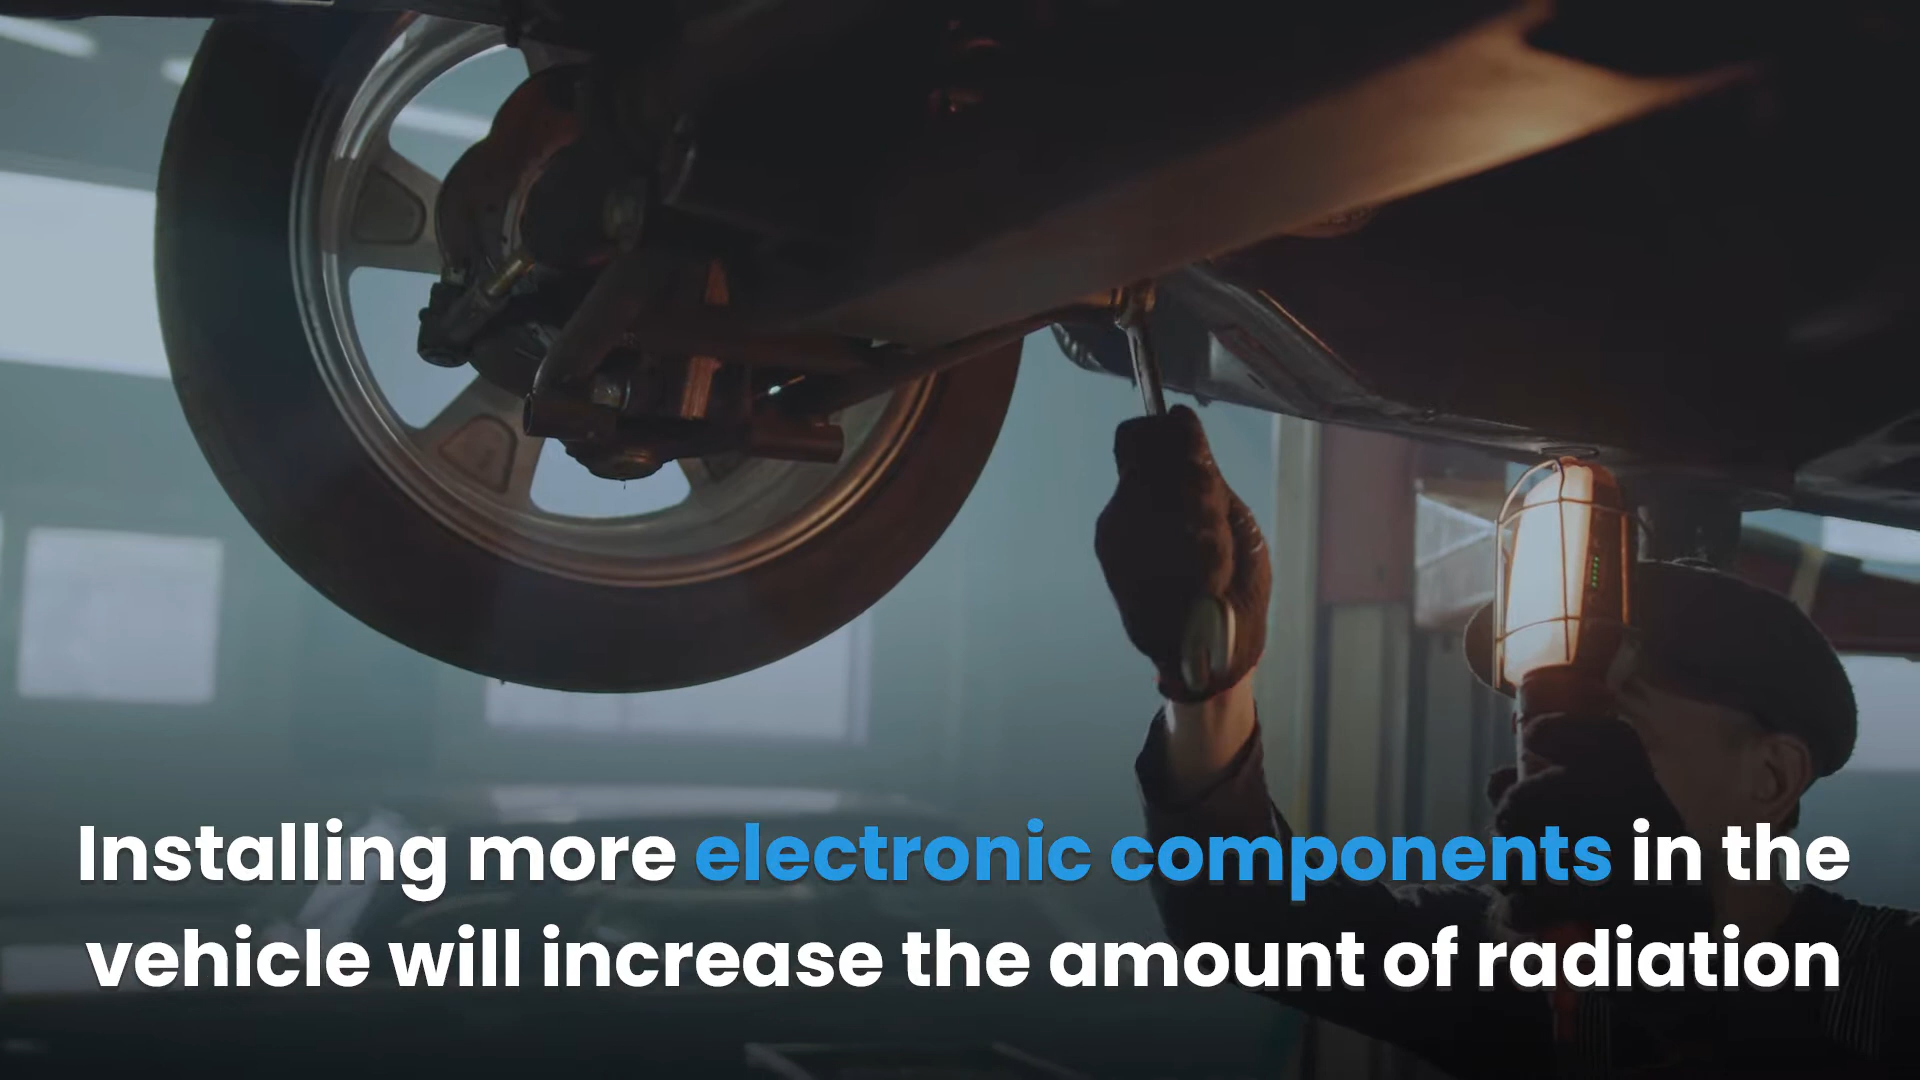 Installing more electronic components in the
vehicle will increase the amount of radiation